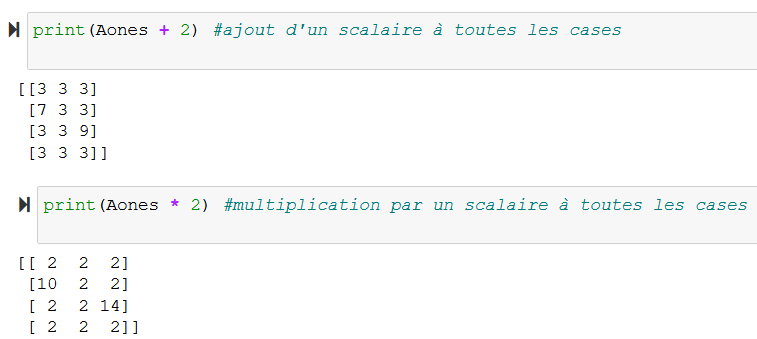 print(Aones + 2) #ajout d'un scalaire à toutes les cases
[[3 3 3]
 [7 3 3]
 [3 3 9]
 [3 3 3]]
print(Aones * 2) #multiplication par un scalaire à toutes les cases
[[ 2  2  2]
 [10  2  2]
 [ 2  2 14]
 [ 2  2  2]]